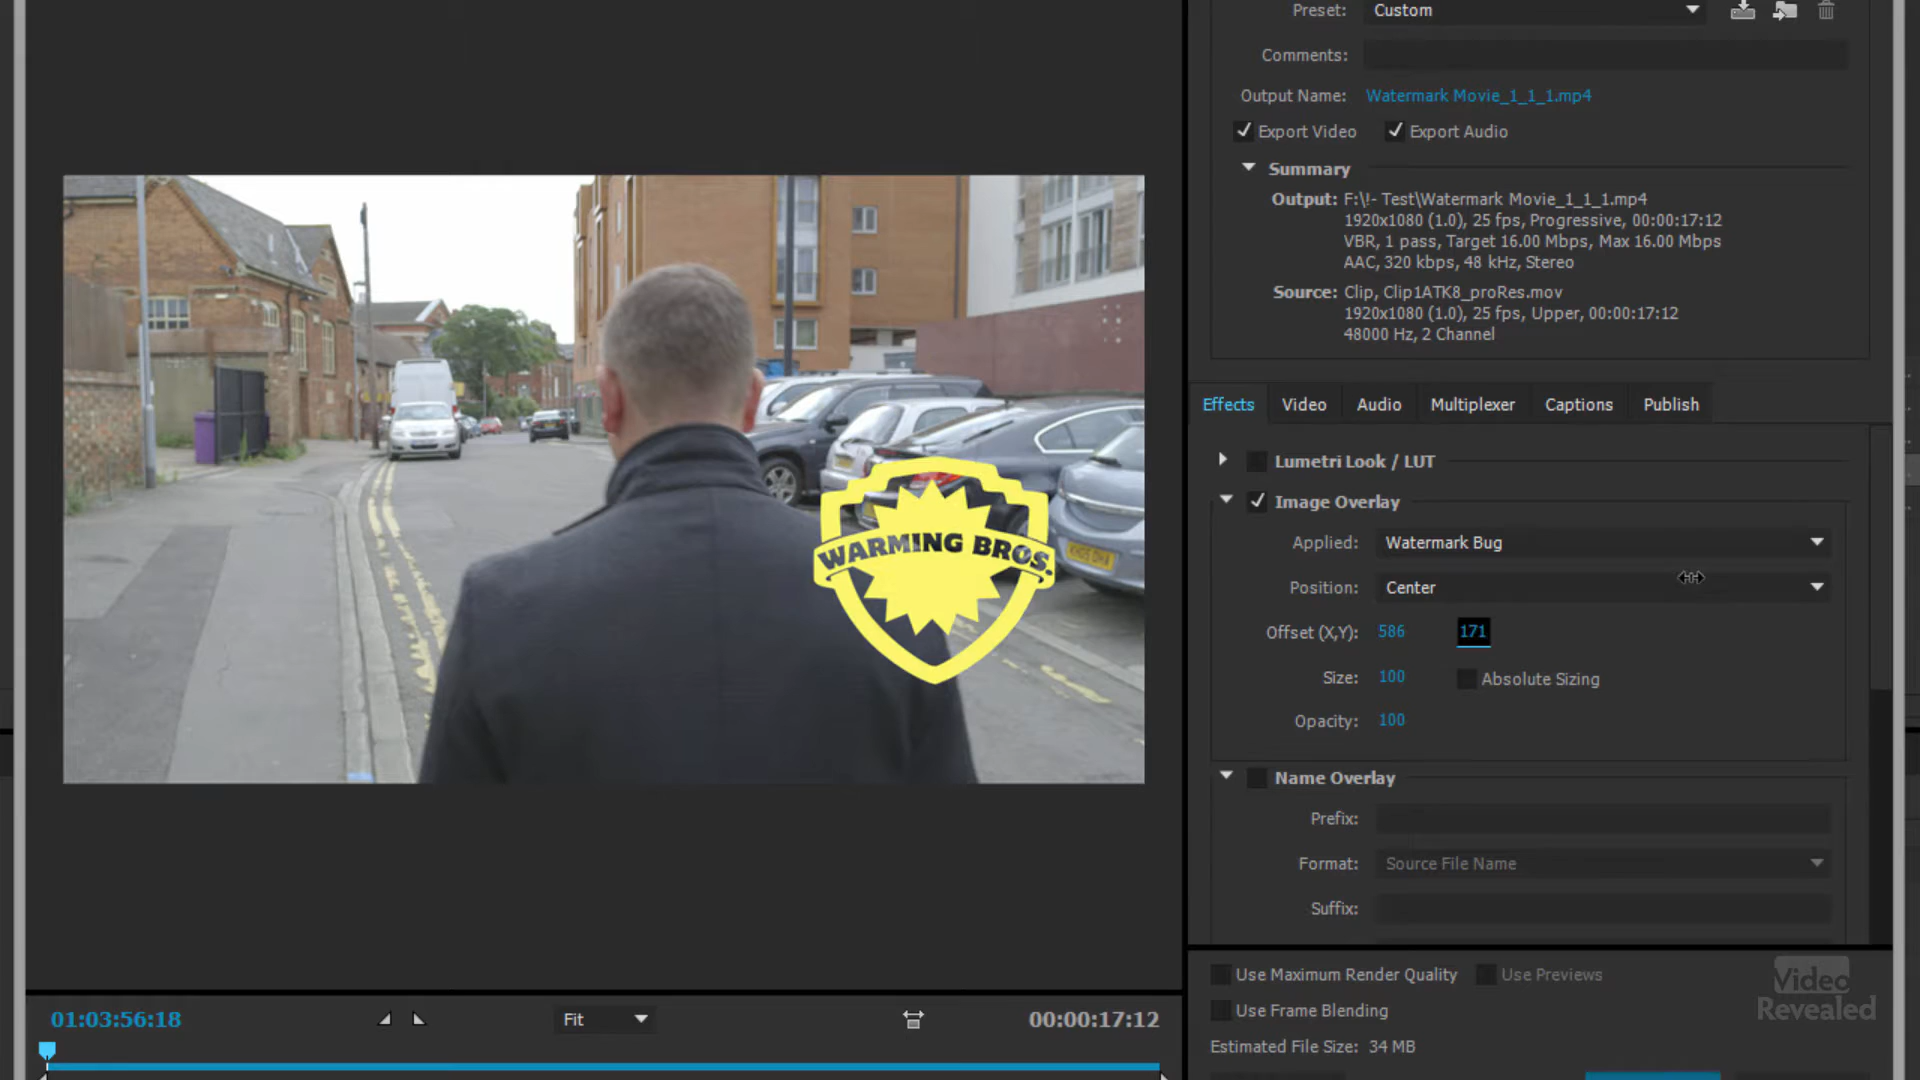 Preset: Custom
Comments:
Output Name: Watermark Movie_1_1_1.mp4
Export Video Export Audio
Summary
Output: F:\!- Test\Watermark Movie_1_1_1.mp4
1920x1080 (1.0), 25 fps, Progressive, 00:00:17:12
VBR, 1 pass, Target 16.00 Mbps, Max 16.00 Mbps
AAC, 320 kbps, 48 kHz, Stereo
Source: Clip, Clip1ATK8_proRes.mov
1920x1080 (1.0), 25 fps, Upper, 00:00:17:12
48000 Hz, 2 Channel
Effects Video Audio Multiplexer Captions Publish
Lumetri Look / LUT
Image Overlay
Applied: Watermark Bug
Position: Center
Offset (X,Y): 586 171
Size: 100 Absolute Sizing
Opacity: 100
Name Overlay
Prefix:
Format: Source File Name
Suffix:
Use Maximum Render Quality Use Previews
Use Frame Blending
Estimated File Size: 34 MB
WARMING BROS.
01:03:56:18 Fit 00:00:17:12
Video
Revealed